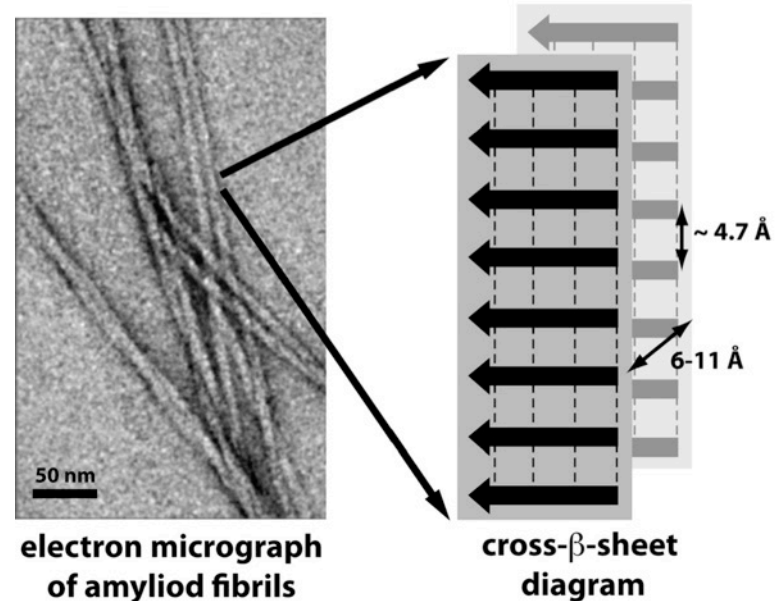 50 nm
electron micrograph
of amyliod fibrils
~ 4.7 Å
6-11 Å
cross-β-sheet
diagram